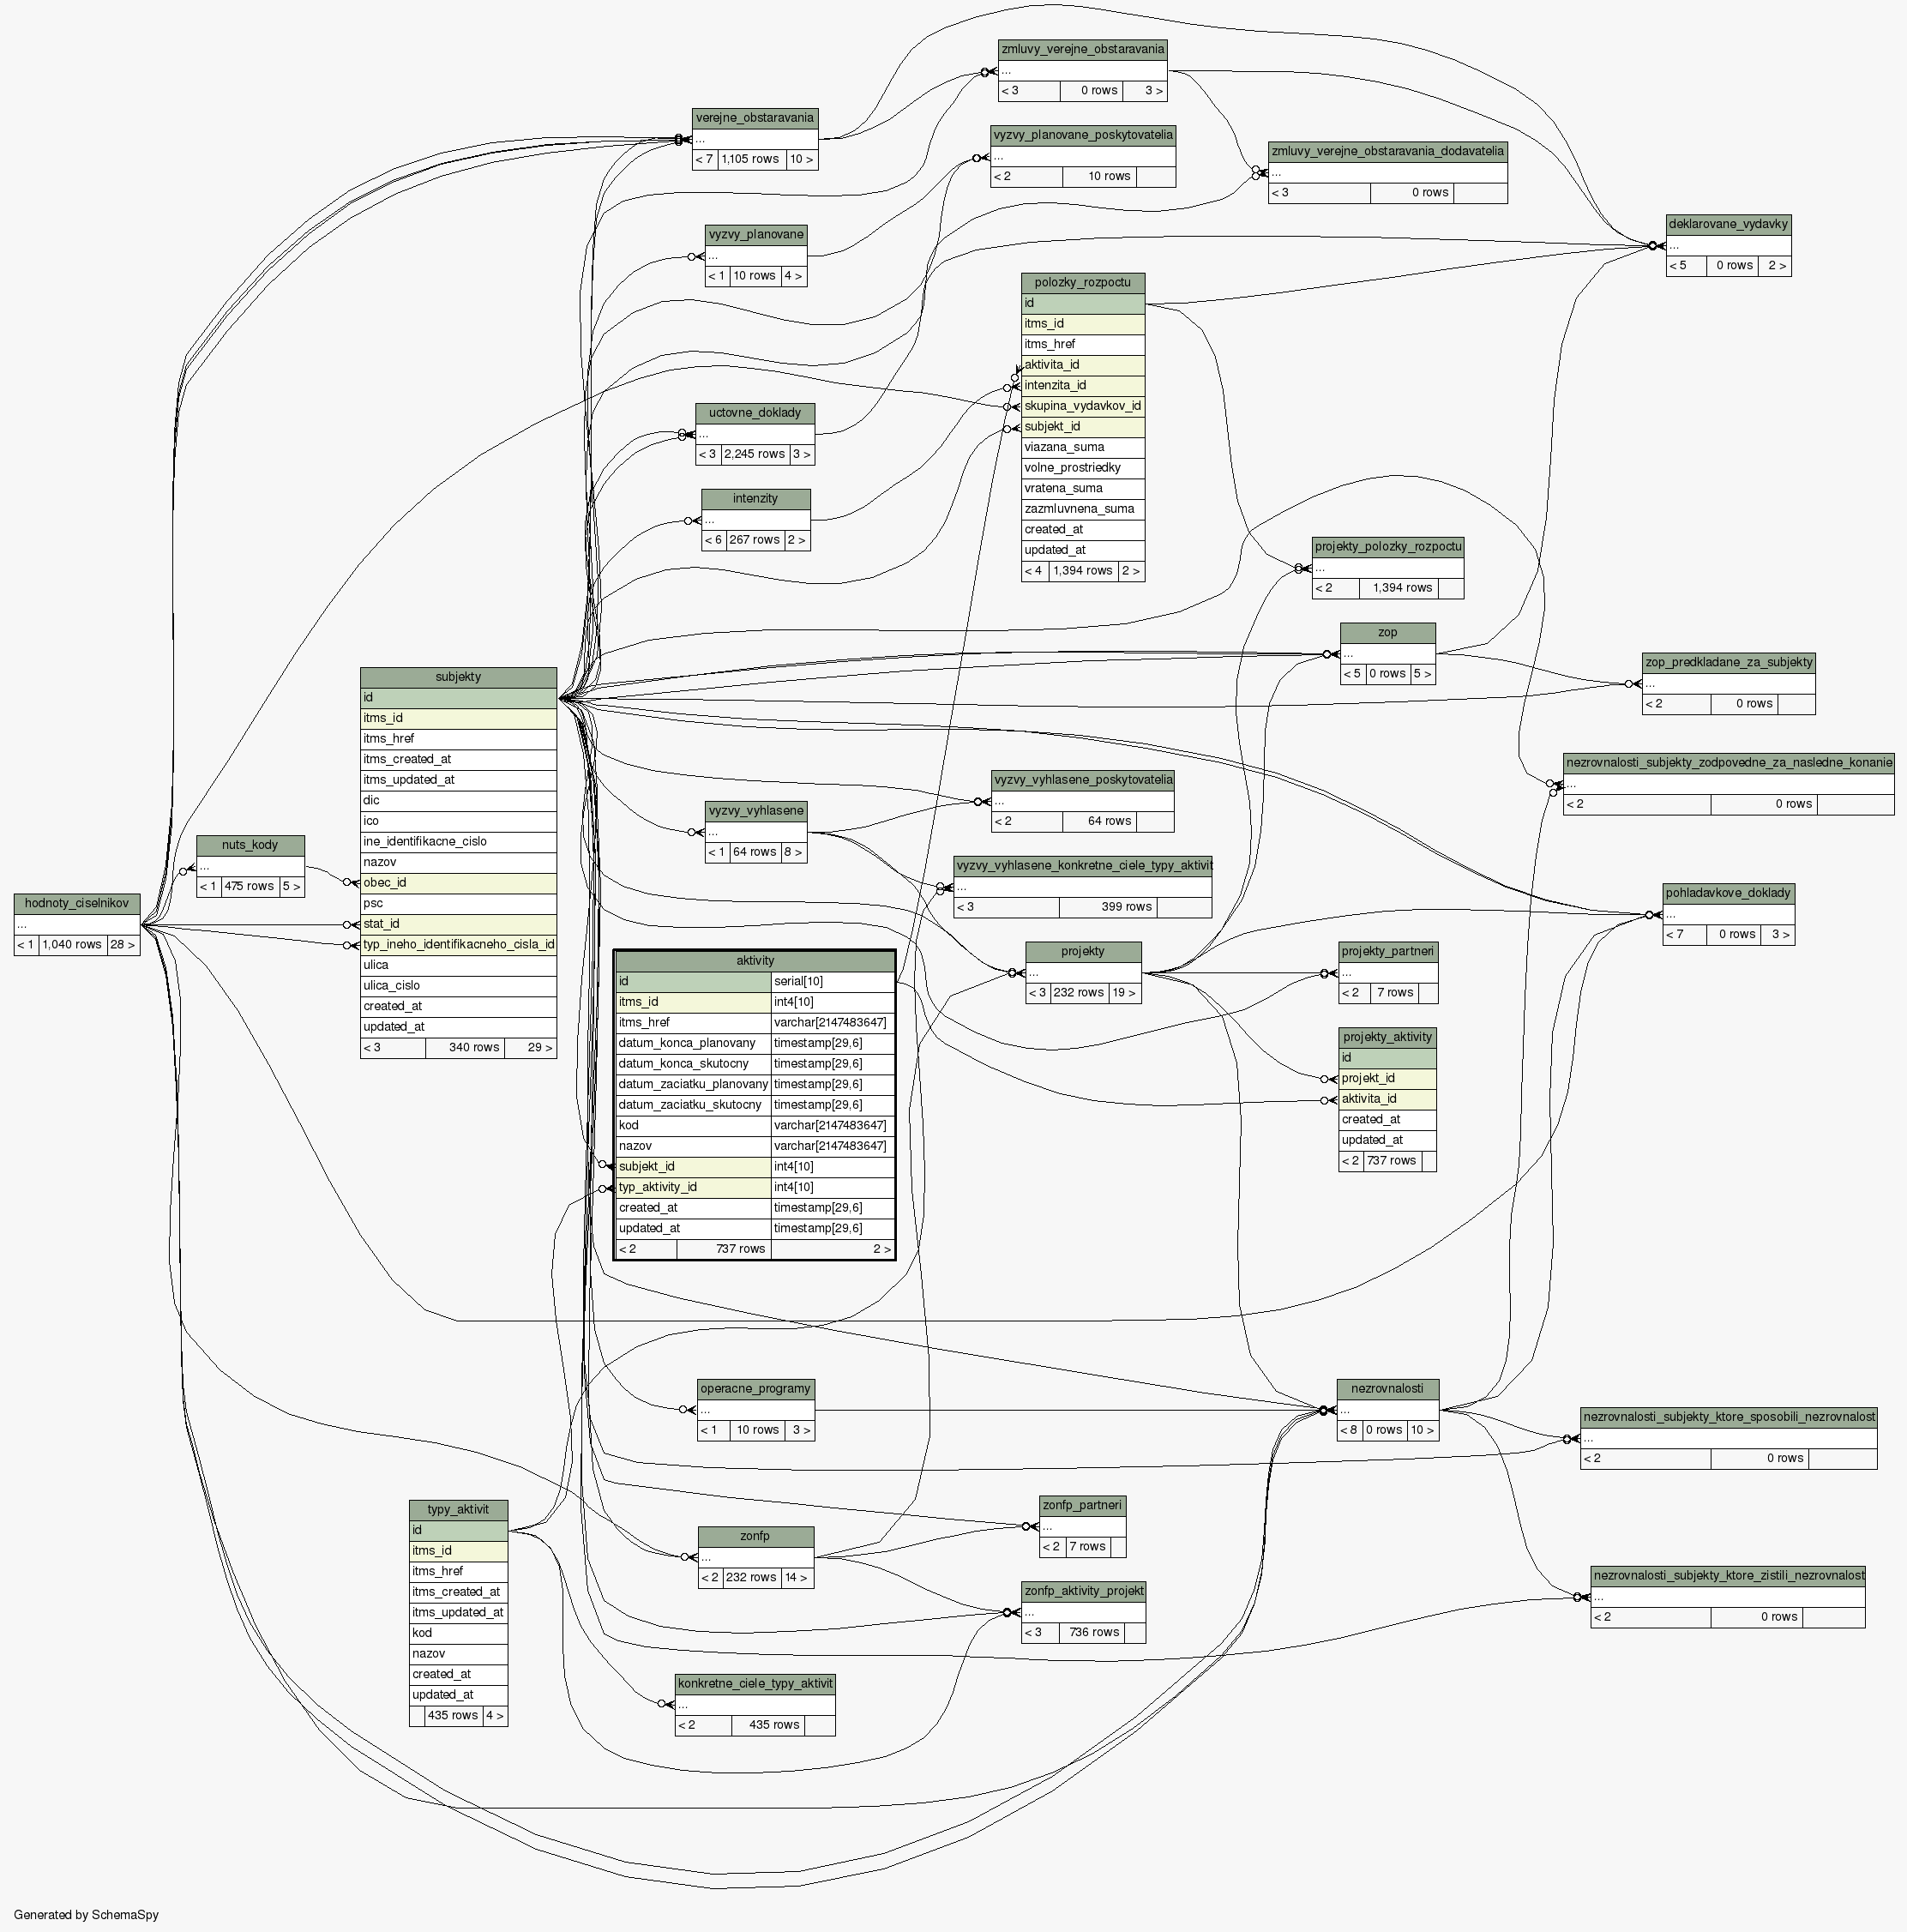 zmluvy_verejne_obstaravania
...
< 3 0 rows 3 >
verejne_obstaravania
...
< 7 1,105 rows 10 >
vyzvy_planovane_poskytovatelia
...
< 2 10 rows
zmluvy_verejne_obstaravania_dodavatelia
...
< 3 0 rows
vyzvy_planovane
...
< 1 10 rows 4 >
deklarovane_vydavky
...
< 5 0 rows 2 >
polozky_rozpoctu
id
itms_id
itms_href
aktivita_id
intenzita_id
skupina_vydavkov_id
subjekt_id
viazana_suma
volne_prostriedky
vratena_suma
zazmluvnena_suma
created_at
updated_at
< 4 1,394 rows 2 >
uctovne_doklady
...
< 3 2,245 rows 3 >
intenzity
...
< 6 267 rows 2 >
projekty_polozky_rozpoctu
...
< 2 1,394 rows
zop
...
< 5 0 rows 5 >
zop_predkladane_za_subjekty
...
< 2 0 rows
subjekty
id
itms_id
itms_href
itms_created_at
itms_updated_at
dic
ico
ine_identifikacne_cislo
nazov
obec_id
psc
stat_id
typ_ineho_identifikacneho_cisla_id
ulica
ulica_cislo
created_at
updated_at
< 3 340 rows 29 >
nezrovnalosti_subjekty_zodpovedne_za_nasledne_konanie
...
< 2 0 rows
vyzvy_vyhlasene_poskytovatelia
...
< 2 64 rows
vyzvy_vyhlasene
...
< 1 64 rows 8 >
nuts_kody
...
< 1 475 rows 5 >
vyzvy_vyhlasene_konkretne_ciele_typy_aktivit
...
< 3 399 rows
hodnoty_ciselnikov
...
< 1 1,040 rows 28 >
pohladavkove_doklady
...
< 7 0 rows 3 >
aktivity
id serial[10]
itms_id int4[10]
itms_href varchar[2147483647]
datum_konca_planovany timestamp[29,6]
datum_konca_skutocny timestamp[29,6]
datum_zaciatku_planovany timestamp[29,6]
datum_zaciatku_skutocny timestamp[29,6]
kod varchar[2147483647]
nazov varchar[2147483647]
subjekt_id int4[10]
typ_aktivity_id int4[10]
created_at timestamp[29,6]
updated_at timestamp[29,6]
< 2 737 rows 2 >
projekty
...
< 3 232 rows 19 >
projekty_partneri
...
< 2 7 rows
projekty_aktivity
id
projekt_id
aktivita_id
created_at
updated_at
< 2 737 rows
operacne_programy
...
< 1 10 rows 3 >
nezrovnalosti
...
< 8 0 rows 10 >
nezrovnalosti_subjekty_ktore_sposobili_nezrovnalost
...
< 2 0 rows
typy_aktivit
id
itms_id
itms_href
itms_created_at
itms_updated_at
kod
nazov
created_at
updated_at
435 rows 4 >
zonfp_partneri
...
< 2 7 rows
zonfp
...
< 2 232 rows 14 >
zonfp_aktivity_projekt
...
< 3 736 rows
nezrovnalosti_subjekty_ktore_zistili_nezrovnalost
...
< 2 0 rows
konkretne_ciele_typy_aktivit
...
< 2 435 rows
Generated by SchemaSpy